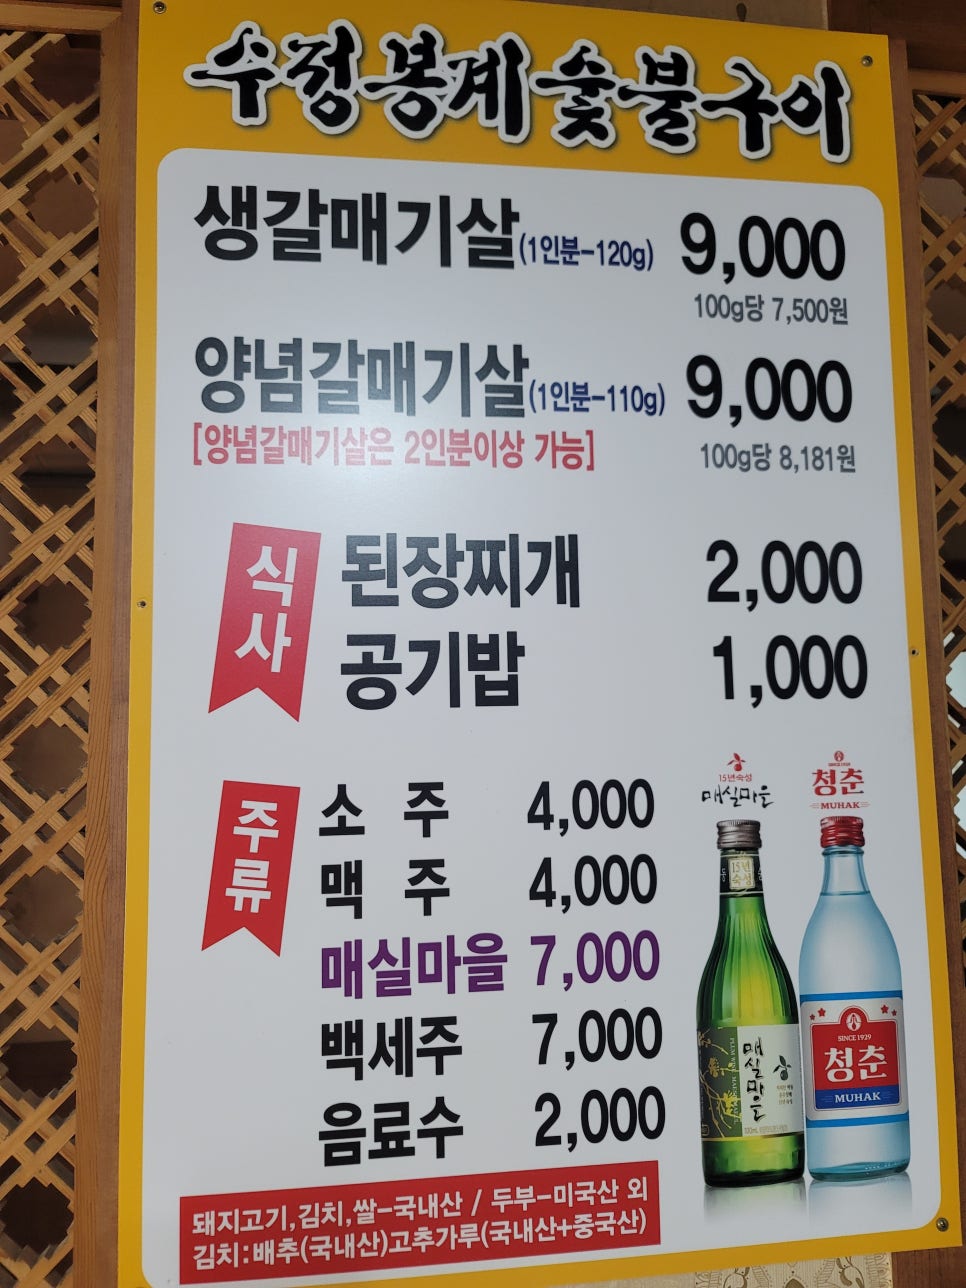 수정봉계숯불구이
생갈매기살(1인분-120g) 9,000
100g당 7,500원
양념갈매기살(1인분-110g) 9,000
[양념갈매기살은 2인분이상 가능]
100g당 8,181원
식사
된장찌개 2,000
공기밥 1,000
주류
소 주 4,000
맥 주 4,000
매실마을 7,000
백세주 7,000
음료수 2,000
15년숙성
매실마을
SINCE 1929
청춘
MUHAK
15년
숙성
매실마을
SINCE 1929
청춘
MUHAK
돼지고기,김치,쌀-국내산 / 두부-미국산 외
김치:배추(국내산)고추가루(국내산+중국산)